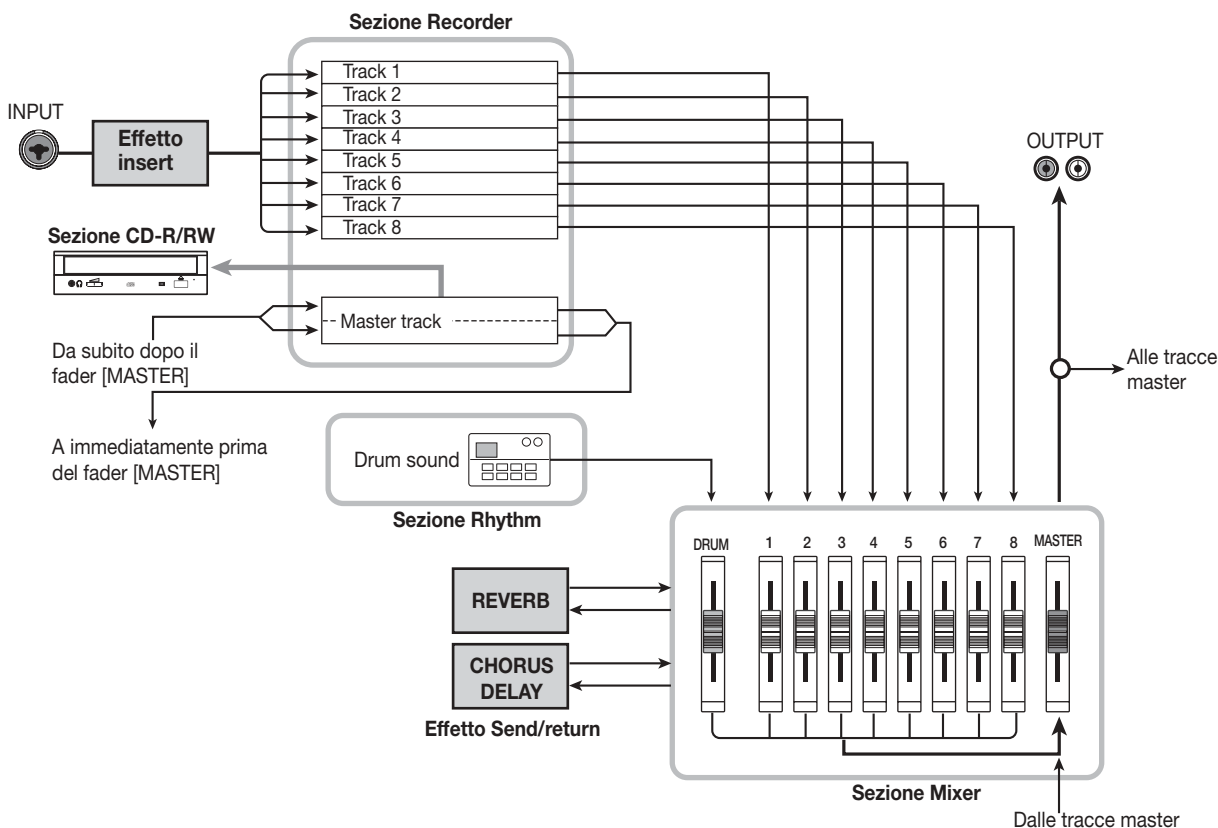 Sezione Recorder
Track 1
Track 2
Track 3
Track 4
Track 5
Track 6
Track 7
Track 8
INPUT
Effetto
insert
OUTPUT
Sezione CD-R/RW
Master track
Da subito dopo il
fader [MASTER]
Alle tracce
master
A immediatamente prima
del fader [MASTER]
Drum sound
Sezione Rhythm
DRUM 1 2 3 4 5 6 7 8 MASTER
REVERB
CHORUS
DELAY
Effetto Send/return
Sezione Mixer
Dalle tracce master